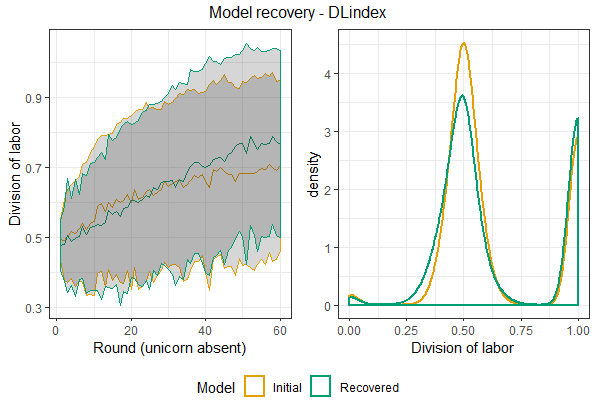 Model recovery - DLindex
Division of labor
0.9
0.7
0.5
0.3
0
20
40
60
Round (unicorn absent)
density
4
3
2
1
0
0.00
0.25
0.50
0.75
1.00
Division of labor
Model
Initial
Recovered